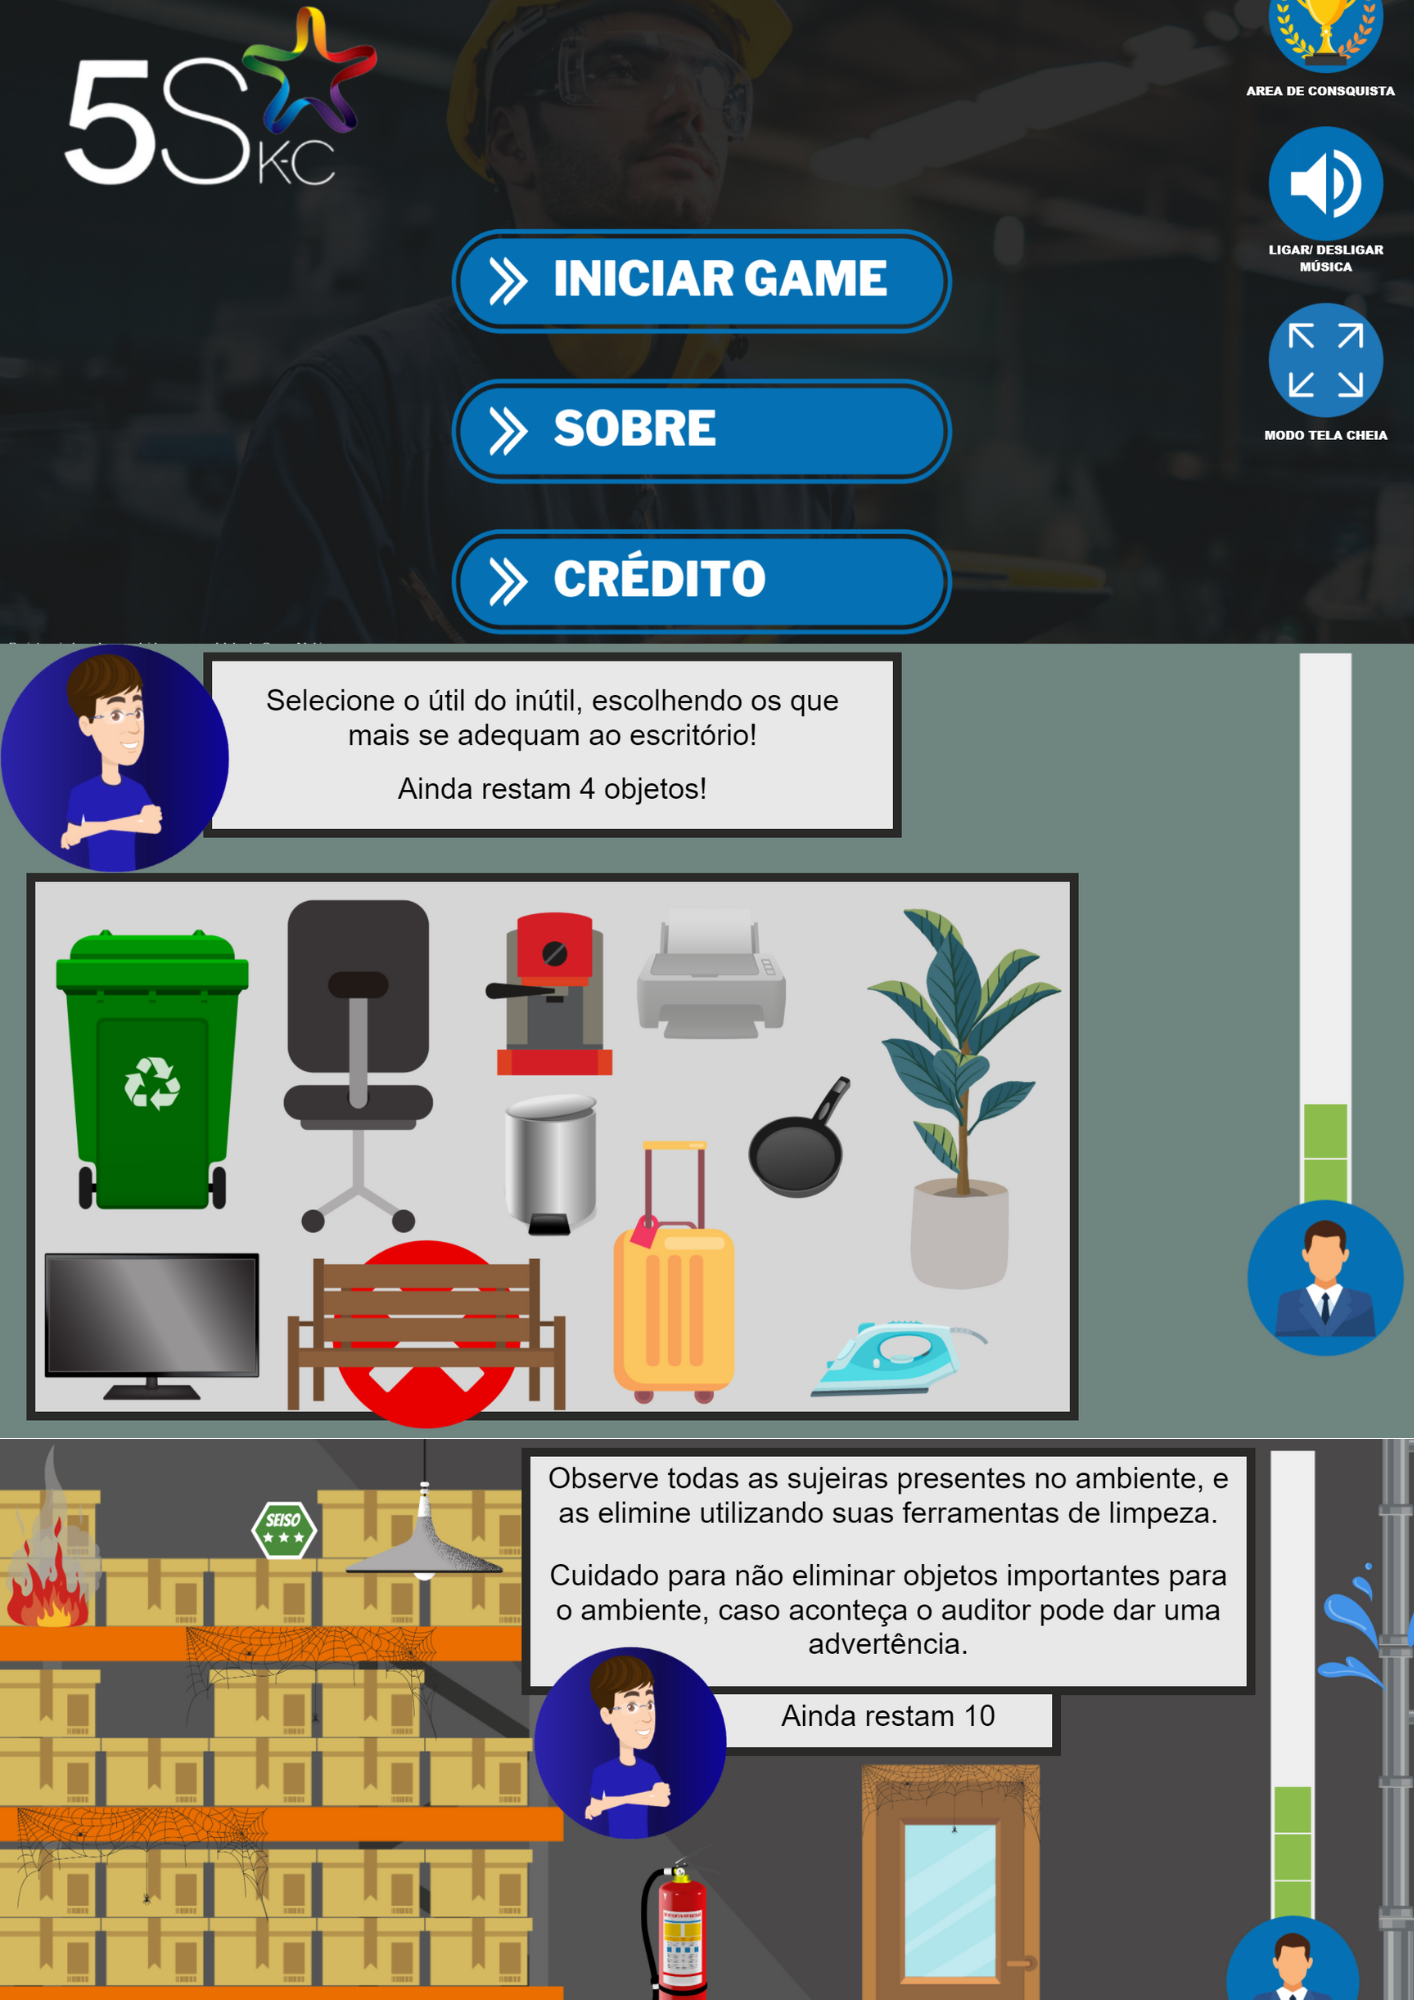 5S K-C
AREA DE CONSQUISTA
LIGAR/ DESLIGAR
MÚSICA
MODO TELA CHEIA
INICIAR GAME
SOBRE
CRÉDITO
Selecione o útil do inútil, escolhendo os que
mais se adequam ao escritório!
Ainda restam 4 objetos!
SEISO
Observe todas as sujeiras presentes no ambiente, e
as elimine utilizando suas ferramentas de limpeza.
Cuidado para não eliminar objetos importantes para
o ambiente, caso aconteça o auditor pode dar uma
advertência.
Ainda restam 10